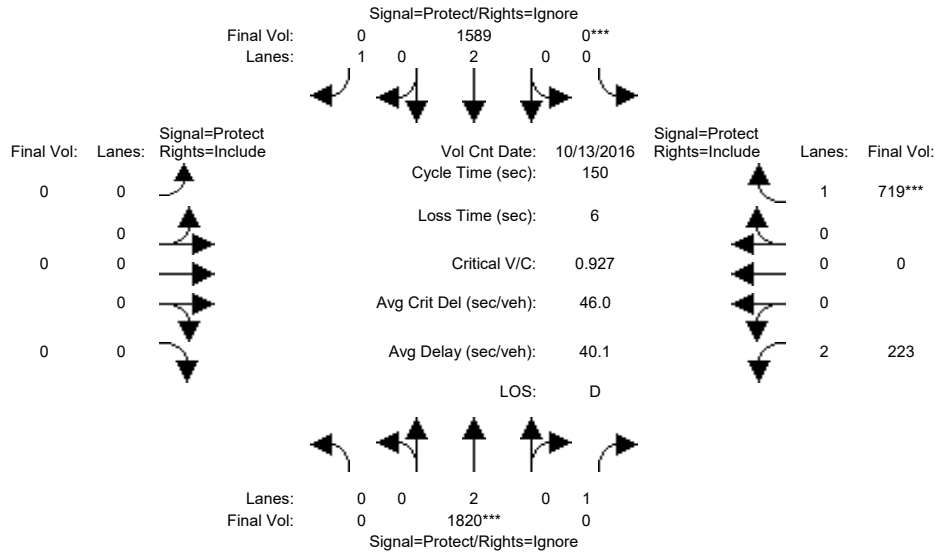 Signal=Protect/Rights=Ignore
Final Vol: 0 1589 0***
Lanes: 1 0 2 0 0
Signal=Protect Signal=Protect
Final Vol: Lanes: Rights=Include Vol Cnt Date: 10/13/2016 Rights=Include Lanes: Final Vol:
Cycle Time (sec): 150
0 0 1 719***
Loss Time (sec): 6
0 0
0 0 Critical V/C: 0.927 0 0
0 Avg Crit Del (sec/veh): 46.0 0
0 0 Avg Delay (sec/veh): 40.1 2 223
LOS: D
Lanes: 0 0 2 0 1
Final Vol: 0 1820*** 0
Signal=Protect/Rights=Ignore